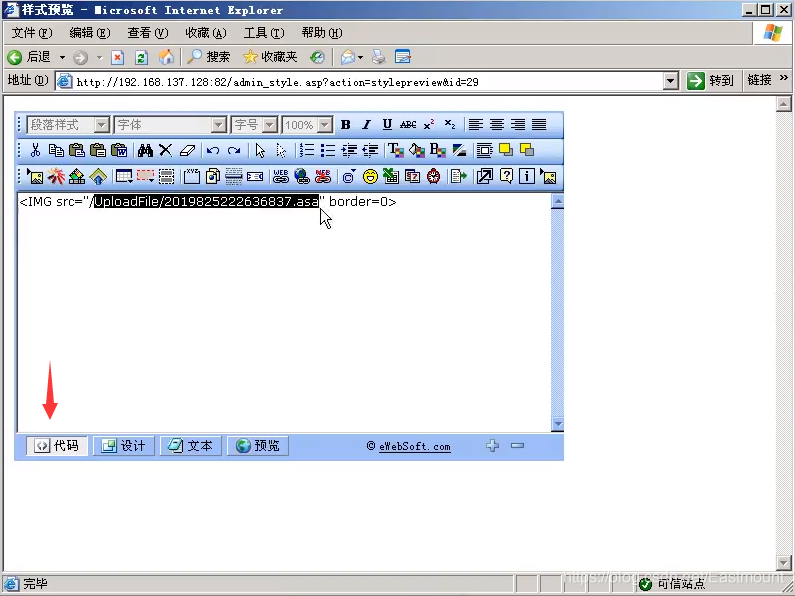 样式预览 - Microsoft Internet Explorer
文件(F) 编辑(E) 查看(V) 收藏(A) 工具(T) 帮助(H)
后退 搜索 收藏夹
地址(D) http://192.168.137.128:82/admin_style.asp?action=stylepreview&id=29 转到 链接 »
段落样式 字体 字号 100% B I U ABC x² x₂
<IMG src="/UploadFile/2019825222636837.asa" border=0>
代码 设计 文本 预览 © eWebSoft.com
完毕 可信站点
https://blog.csdn.net/Eastmount